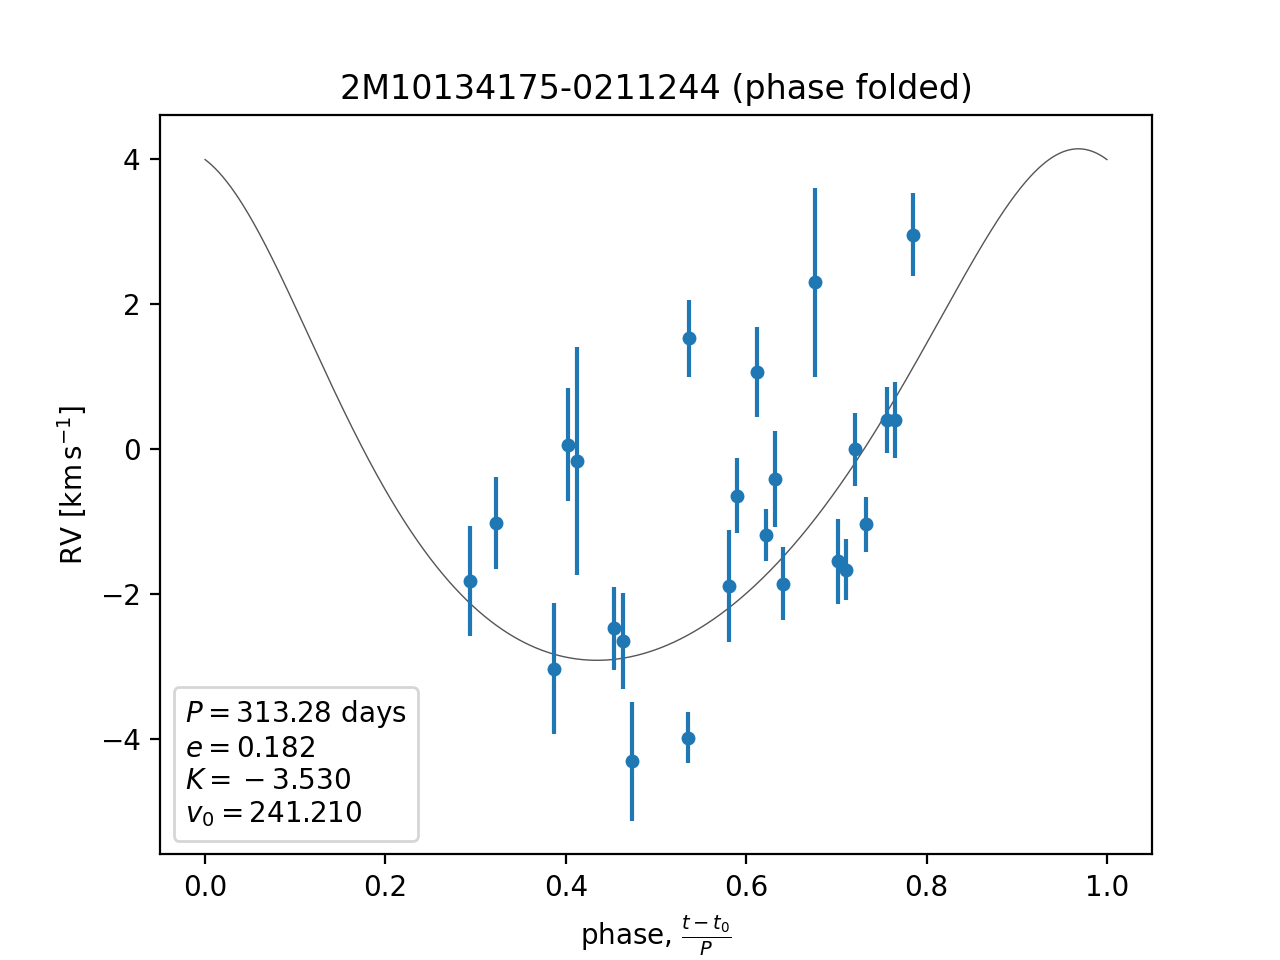 2M10134175-0211244 (phase folded)
RV [km s⁻¹]
4
2
0
−2
−4
P = 313.28 days
e = 0.182
K = −3.530
v₀ = 241.210
0.0 0.2 0.4 0.6 0.8 1.0
phase, (t − t₀)/P